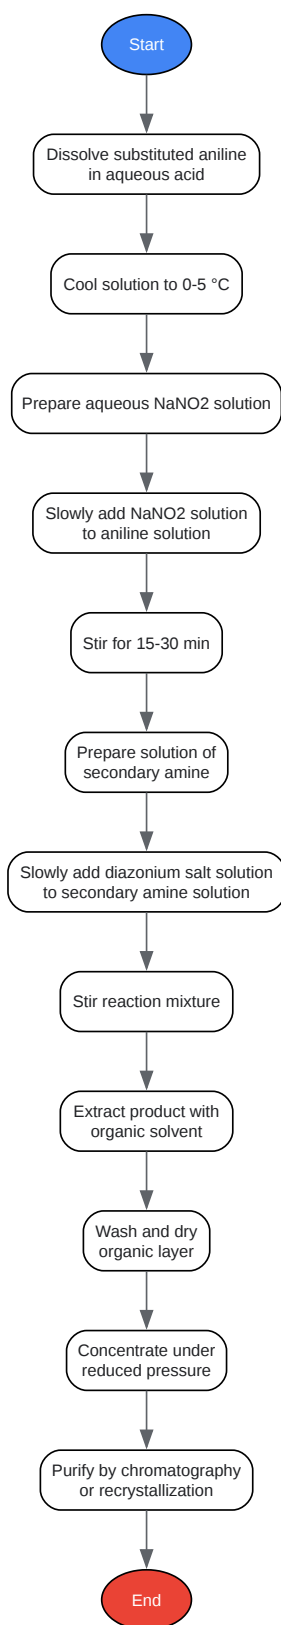 Start
Dissolve substituted aniline
in aqueous acid
Cool solution to 0-5 °C
Prepare aqueous NaNO2 solution
Slowly add NaNO2 solution
to aniline solution
Stir for 15-30 min
Prepare solution of
secondary amine
Slowly add diazonium salt solution
to secondary amine solution
Stir reaction mixture
Extract product with
organic solvent
Wash and dry
organic layer
Concentrate under
reduced pressure
Purify by chromatography
or recrystallization
End